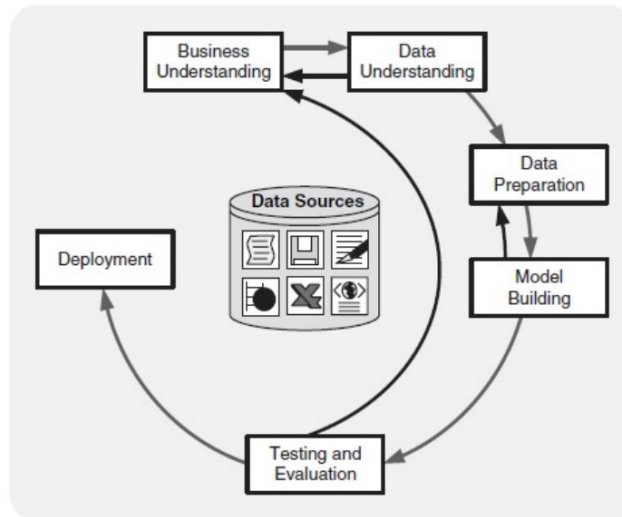 Business
Understanding
Data
Understanding
Data
Preparation
Data Sources
Deployment
Model
Building
Testing and
Evaluation